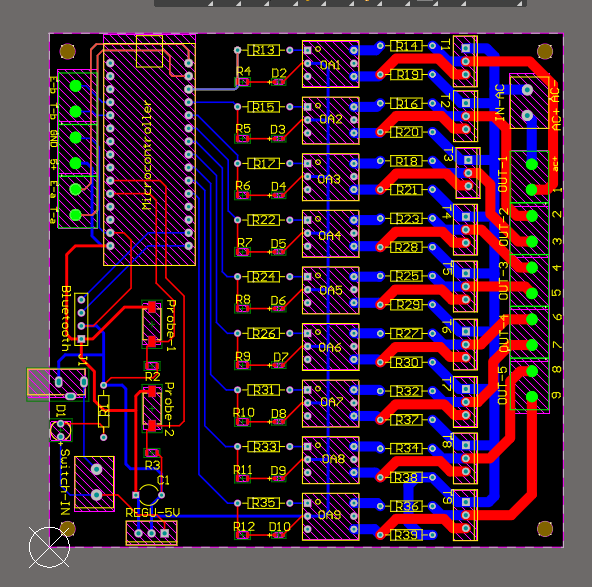 R13
R14
T1
R4
D2
OA1
R19
R15
R16
T2
R5
D3
OA2
R20
R17
R18
T3
R6
D4
OA3
R21
R22
R23
T4
R7
D5
OA4
R28
R24
R25
T5
R8
D6
OA5
R29
R26
R27
T6
R9
D7
OA6
R30
R31
R32
T7
R10
D8
OA7
R37
R33
R34
T8
R11
D9
OA8
R38
R35
R36
T9
R12
D10
OA9
R39
Microcontroller
GND
5+
IN-AC
AC+AC-
ac+
OUT-1
OUT-2
OUT-3
OUT-4
OUT-5
1
2
3
4
5
6
7
8
9
Bluetooth
Probe-1
R2
Probe-2
R3
J1
D1
R1
Switch-IN
C1
REGU-5V